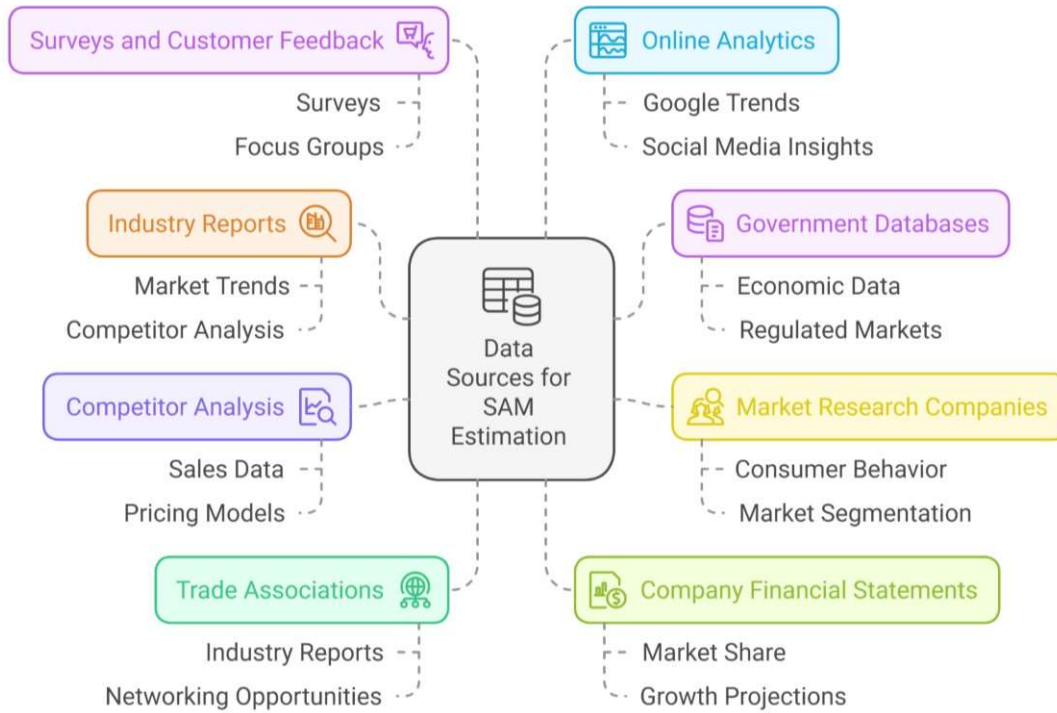 Surveys and Customer Feedback
Surveys
Focus Groups
Industry Reports
Market Trends
Competitor Analysis
Competitor Analysis
Sales Data
Pricing Models
Trade Associations
Industry Reports
Networking Opportunities
Data
Sources for
SAM
Estimation
Online Analytics
Google Trends
Social Media Insights
Government Databases
Economic Data
Regulated Markets
Market Research Companies
Consumer Behavior
Market Segmentation
Company Financial Statements
Market Share
Growth Projections